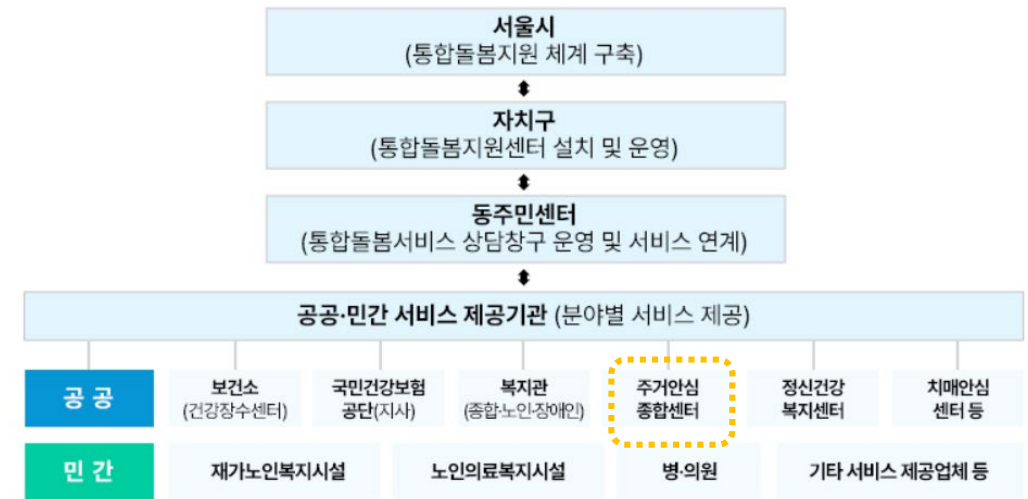 서울시
(통합돌봄지원 체계 구축)
자치구
(통합돌봄지원센터 설치 및 운영)
동주민센터
(통합돌봄서비스 상담창구 운영 및 서비스 연계)
공공·민간 서비스 제공기관 (분야별 서비스 제공)
공 공
보건소
(건강장수센터)
국민건강보험
공단(지사)
복지관
(종합·노인·장애인)
주거안심
종합센터
정신건강
복지센터
치매안심
센터 등
민 간
재가노인복지시설
노인의료복지시설
병·의원
기타 서비스 제공업체 등